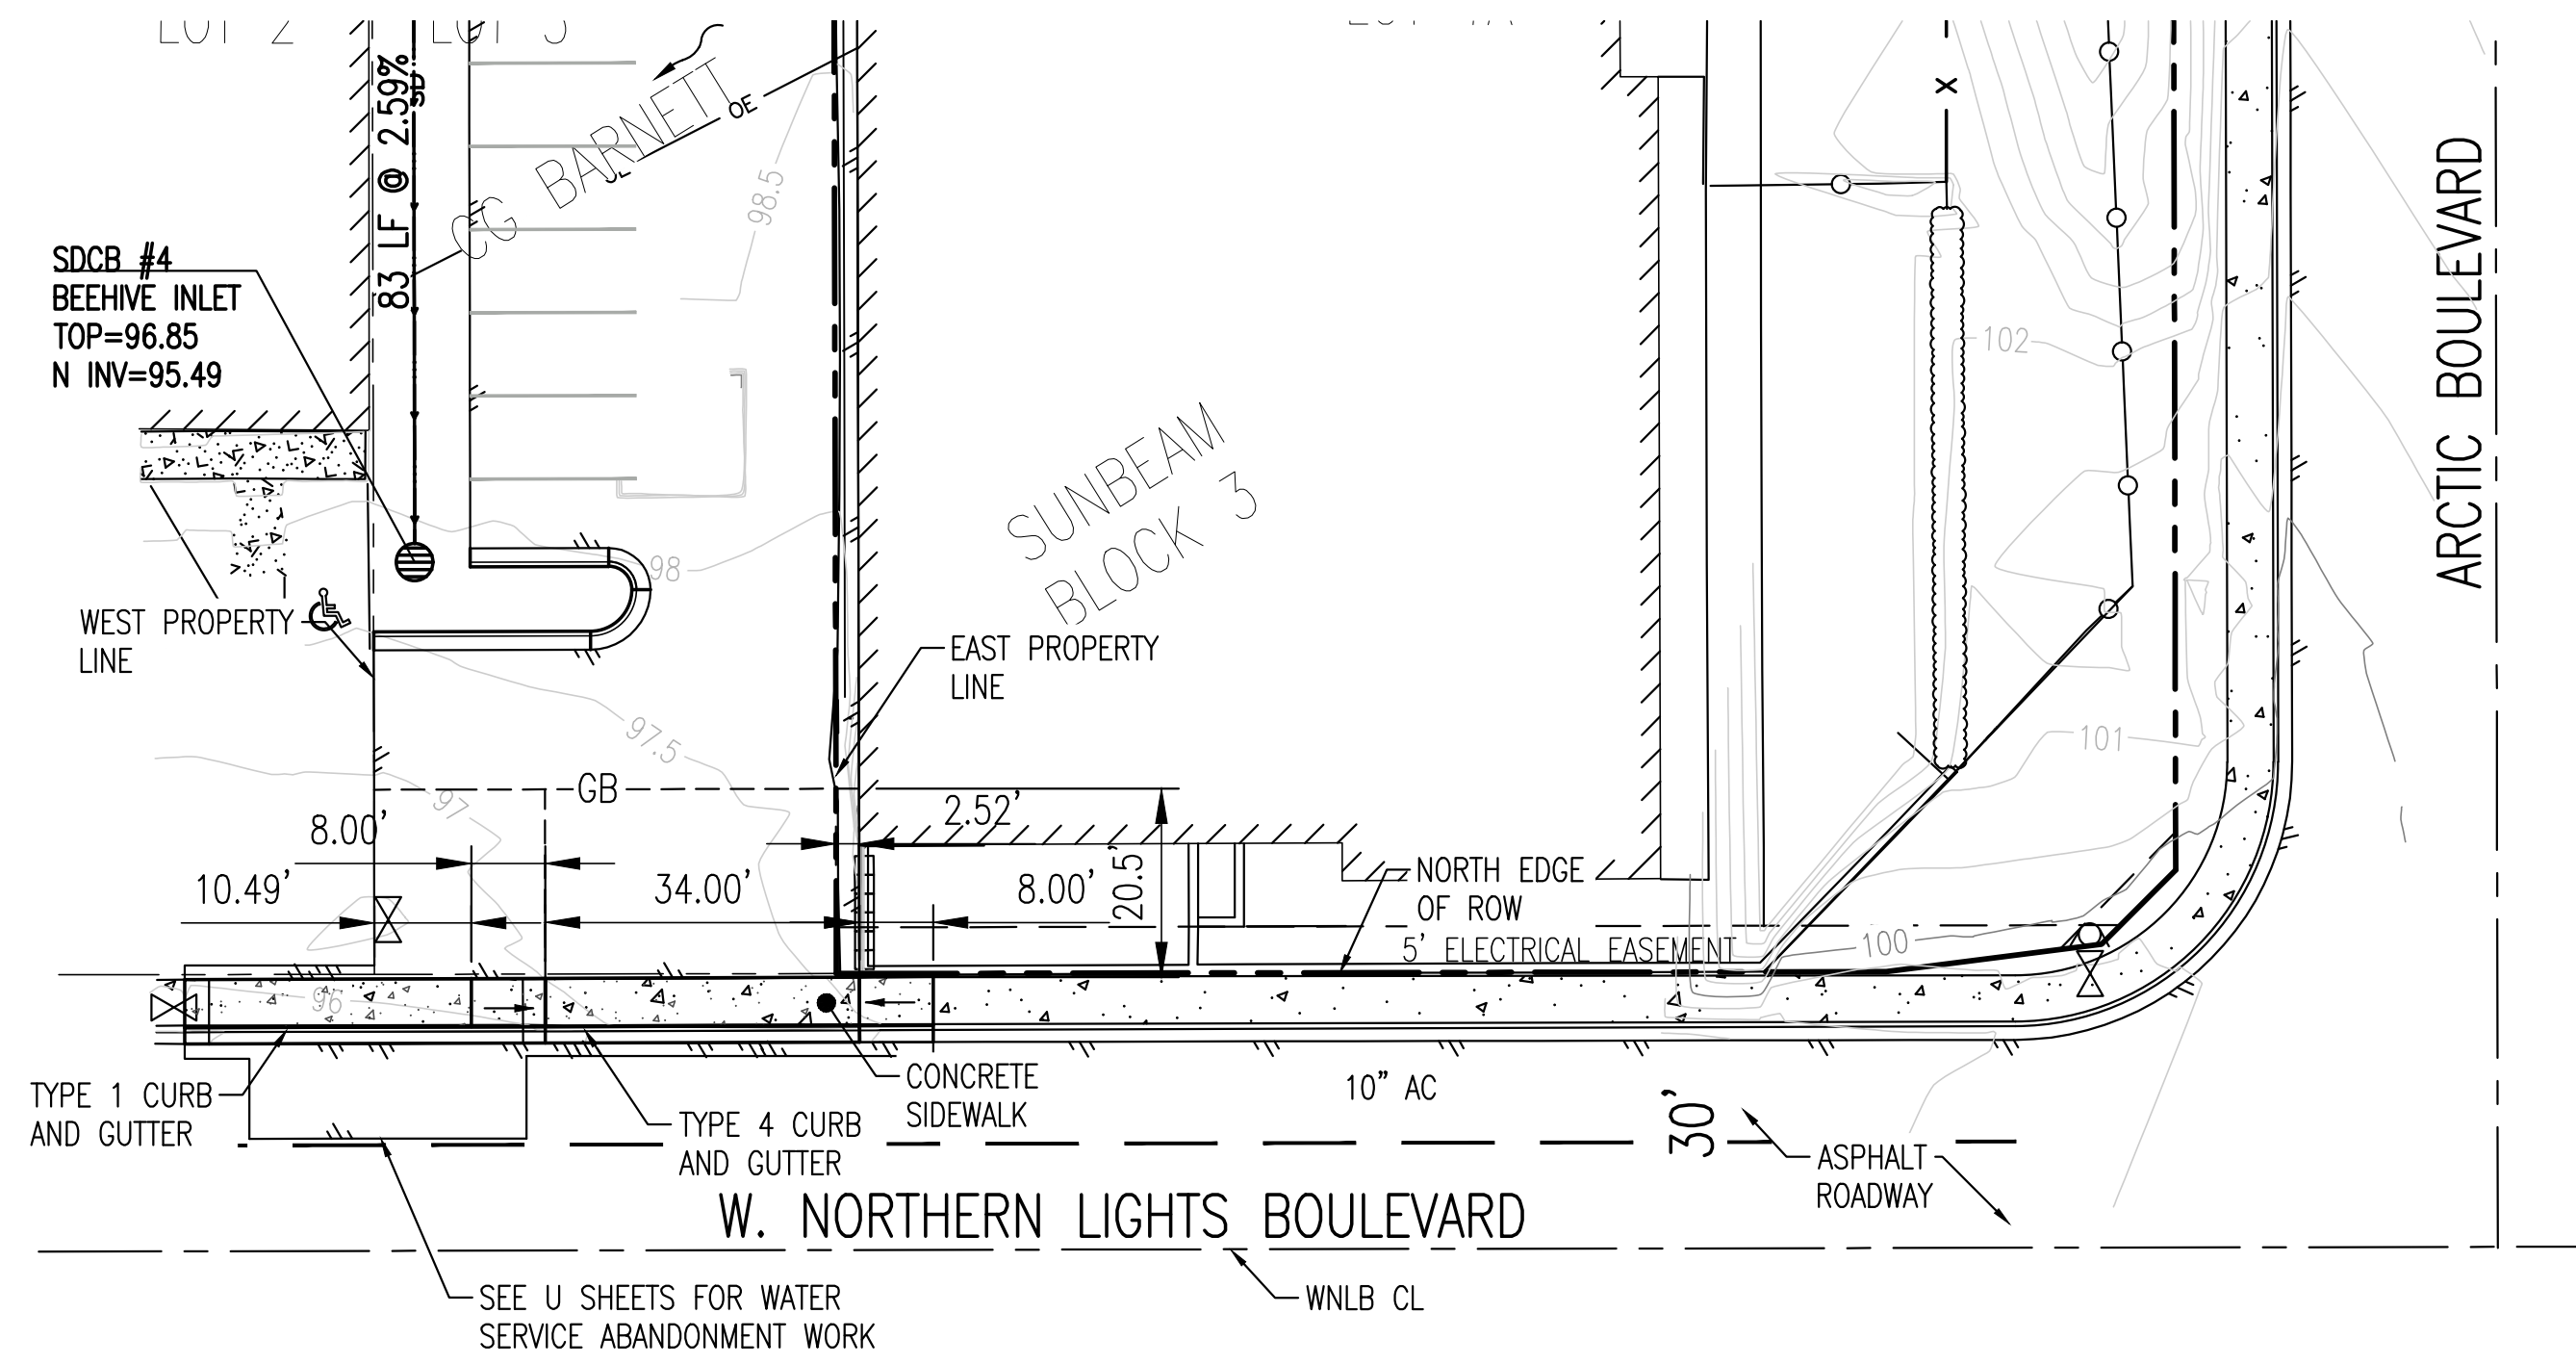 83 LF @ 2.59%
SD
CG BARNETT
OE
98.5
X
SDCB #4
BEEHIVE INLET
TOP=96.85
N INV=95.49
102
ARCTIC BOULEVARD
SUNBEAM
BLOCK 3
98
WEST PROPERTY
LINE
EAST PROPERTY
LINE
97.5
101
GB
97
2.52'
8.00'
10.49'
34.00'
8.00'
20.5'
NORTH EDGE
OF ROW
5' ELECTRICAL EASEMENT
100
96
TYPE 1 CURB
AND GUTTER
TYPE 4 CURB
AND GUTTER
CONCRETE
SIDEWALK
10" AC
30'
ASPHALT
ROADWAY
W. NORTHERN LIGHTS BOULEVARD
WNLB CL
SEE U SHEETS FOR WATER
SERVICE ABANDONMENT WORK